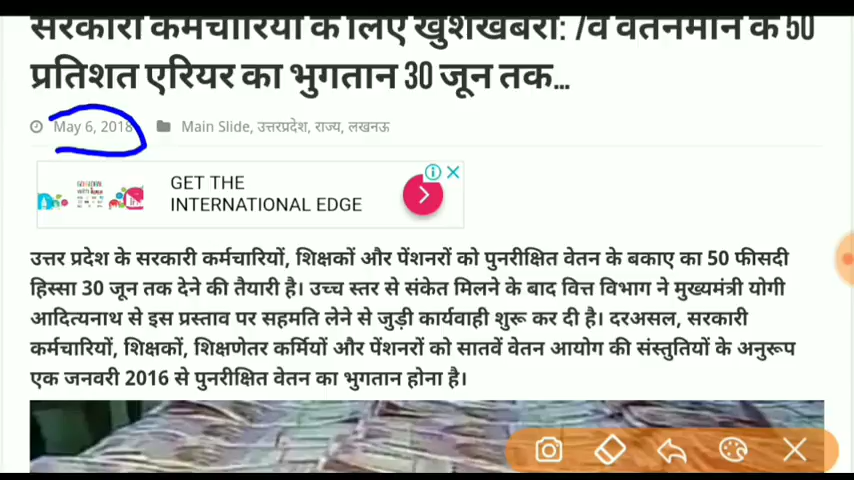 सरकारी कर्मचारियों के लिए खुशखबरी: 7वें वेतनमान के 50
प्रतिशत एरियर का भुगतान 30 जून तक...
May 6, 2018 Main Slide, उत्तरप्रदेश, राज्य, लखनऊ
GET THE
INTERNATIONAL EDGE
उत्तर प्रदेश के सरकारी कर्मचारियों, शिक्षकों और पेंशनरों को पुनरीक्षित वेतन के बकाए का 50 फीसदी
हिस्सा 30 जून तक देने की तैयारी है। उच्च स्तर से संकेत मिलने के बाद वित्त विभाग ने मुख्यमंत्री योगी
आदित्यनाथ से इस प्रस्ताव पर सहमति लेने से जुड़ी कार्यवाही शुरू कर दी है। दरअसल, सरकारी
कर्मचारियों, शिक्षकों, शिक्षणेतर कर्मियों और पेंशनरों को सातवें वेतन आयोग की संस्तुतियों के अनुरूप
एक जनवरी 2016 से पुनरीक्षित वेतन का भुगतान होना है।